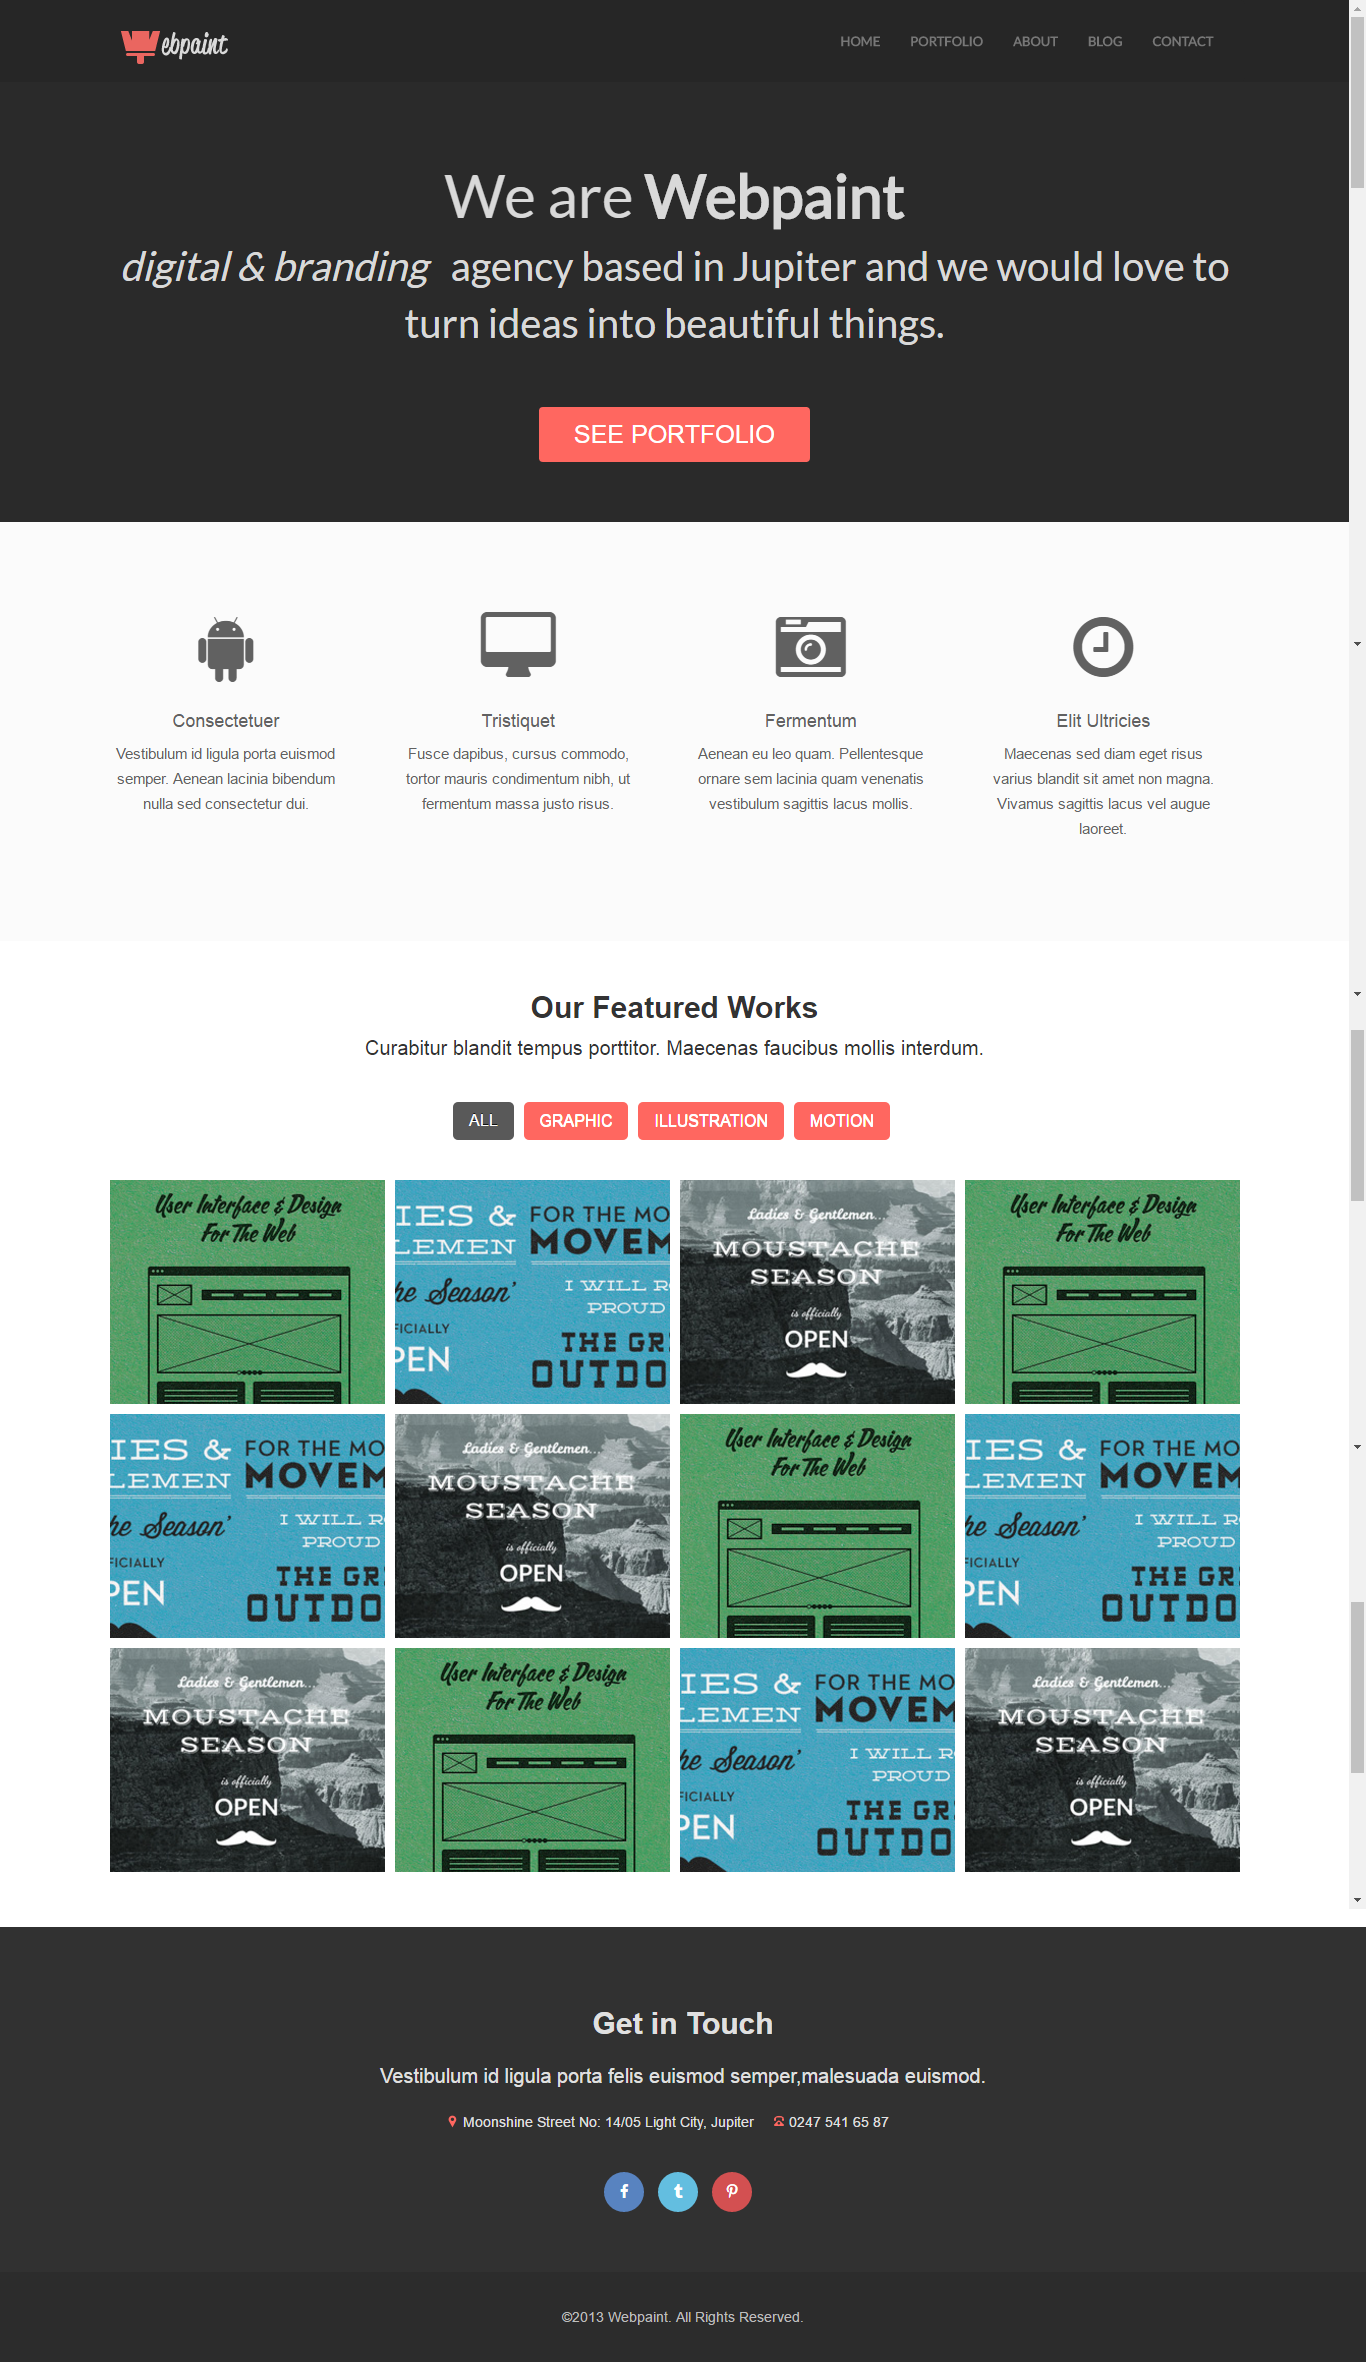 ebpaint
HOME PORTFOLIO ABOUT BLOG CONTACT
We are Webpaint
digital & branding agency based in Jupiter and we would love to
turn ideas into beautiful things.
SEE PORTFOLIO
Consectetuer
Vestibulum id ligula porta euismod
semper. Aenean lacinia bibendum
nulla sed consectetur dui.
Tristiquet
Fusce dapibus, cursus commodo,
tortor mauris condimentum nibh, ut
fermentum massa justo risus.
Fermentum
Aenean eu leo quam. Pellentesque
ornare sem lacinia quam venenatis
vestibulum sagittis lacus mollis.
Elit Ultricies
Maecenas sed diam eget risus
varius blandit sit amet non magna.
Vivamus sagittis lacus vel augue
laoreet.
Our Featured Works
Curabitur blandit tempus porttitor. Maecenas faucibus mollis interdum.
ALL GRAPHIC ILLUSTRATION MOTION
User Interface & Design
For The Web
IES &
LEMEN
he Season'
FICIALLY
PEN
FOR THE MO
MOVEM
I WILL R
PROUD
THE GR
OUTDO
Ladies & Gentlemen...
MOUSTACHE
SEASON
is officially
OPEN
User Interface & Design
For The Web
IES &
LEMEN
he Season'
FICIALLY
PEN
FOR THE MO
MOVEM
I WILL R
PROUD
THE GR
OUTDO
Ladies & Gentlemen...
MOUSTACHE
SEASON
is officially
OPEN
User Interface & Design
For The Web
IES &
LEMEN
he Season'
FICIALLY
PEN
FOR THE MO
MOVEM
I WILL R
PROUD
THE GR
OUTDO
Ladies & Gentlemen...
MOUSTACHE
SEASON
is officially
OPEN
User Interface & Design
For The Web
IES &
LEMEN
he Season'
FICIALLY
PEN
FOR THE MO
MOVEM
I WILL R
PROUD
THE GR
OUTDO
Ladies & Gentlemen...
MOUSTACHE
SEASON
is officially
OPEN
Get in Touch
Vestibulum id ligula porta felis euismod semper,malesuada euismod.
Moonshine Street No: 14/05 Light City, Jupiter 0247 541 65 87
©2013 Webpaint. All Rights Reserved.